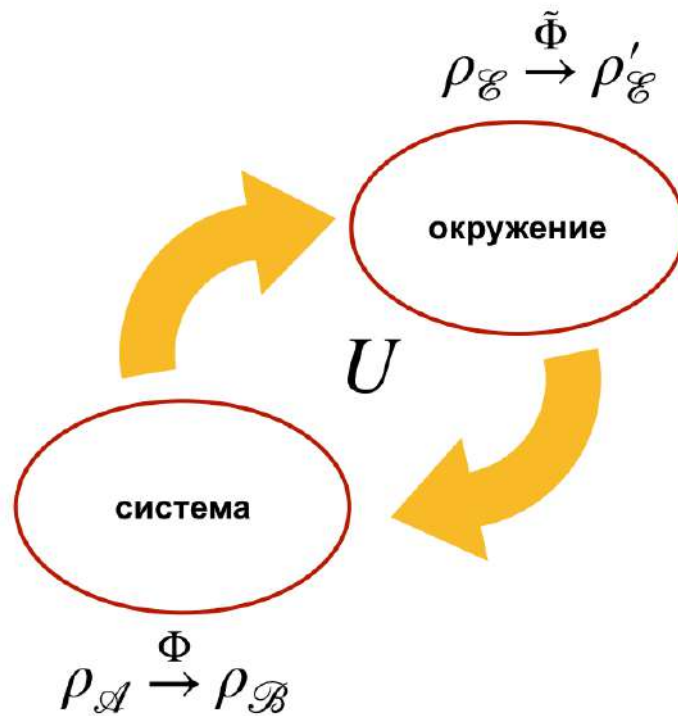 ρ_ℰ →^Φ̃ ρ′_ℰ
окружение
U
система
ρ_𝒜 →^Φ ρ_ℬ